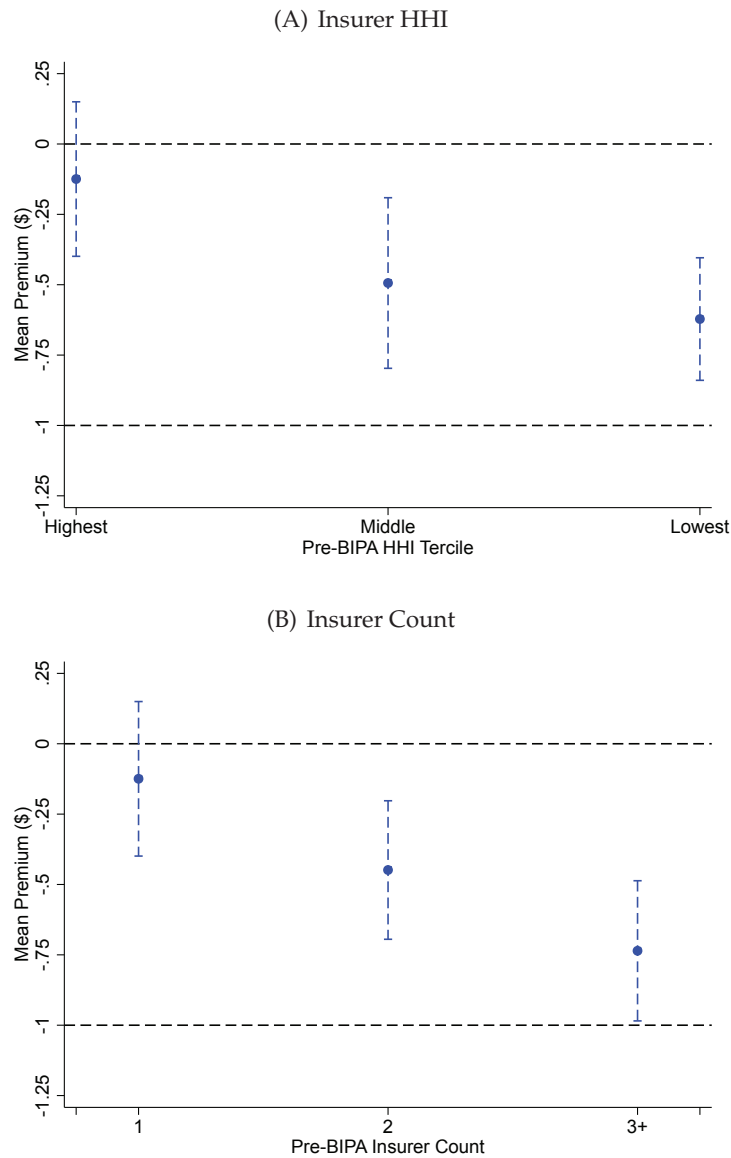 (A) Insurer HHI
.25
0
-.25
-.5
-.75
-1
-1.25
Mean Premium ($)
Highest
Middle
Lowest
Pre-BIPA HHI Tercile
(B) Insurer Count
.25
0
-.25
-.5
-.75
-1
-1.25
Mean Premium ($)
1
2
3+
Pre-BIPA Insurer Count